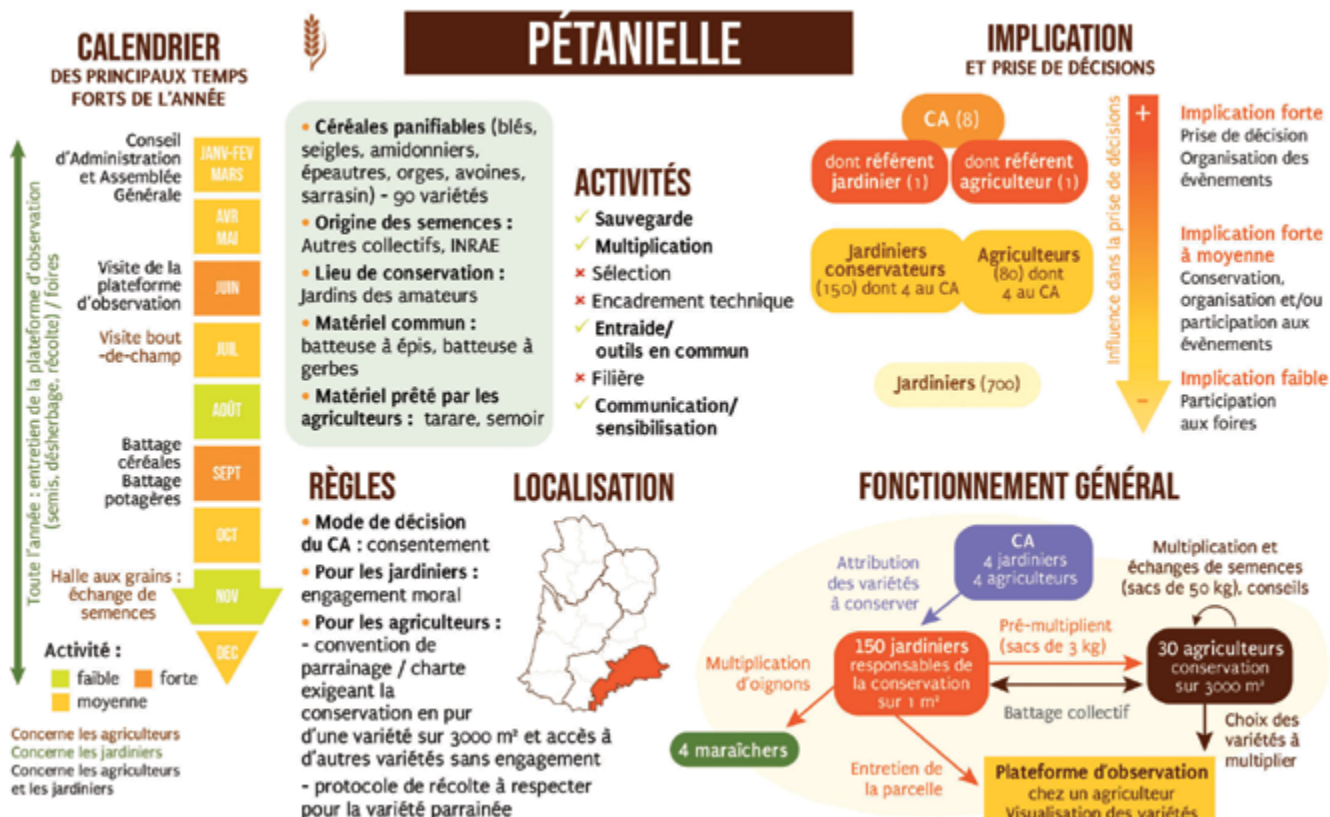 PÉTANIELLE
CALENDRIER
DES PRINCIPAUX TEMPS
FORTS DE L'ANNÉE
Toute l'année : entretien de la plateforme d'observation
(semis, désherbage, récolte) / foires
Conseil
d'Administration
et Assemblée
Générale
JANV-FEV
MARS
AVR
MAI
Visite de la
plateforme
d'observation
JUIN
Visite bout
-de-champ
JUIL
AOÛT
Battage
céréales
Battage
potagères
SEPT
OCT
Halle aux grains :
échange de
semences
NOV
DEC
Activité :
faible
forte
moyenne
Concerne les agriculteurs
Concerne les jardiniers
Concerne les agriculteurs
et les jardiniers
• Céréales panifiables (blés,
seigles, amidonniers,
épeautres, orges, avoines,
sarrasin) - 90 variétés
• Origine des semences :
Autres collectifs, INRAE
• Lieu de conservation :
Jardins des amateurs
• Matériel commun :
batteuse à épis, batteuse à
gerbes
• Matériel prêté par les
agriculteurs : tarare, semoir
ACTIVITÉS
✓ Sauvegarde
✓ Multiplication
× Sélection
× Encadrement technique
✓ Entraide/
outils en commun
× Filière
✓ Communication/
sensibilisation
IMPLICATION
ET PRISE DE DÉCISIONS
CA (8)
dont référent
jardinier (1)
dont référent
agriculteur (1)
Jardiniers
conservateurs
(150) dont 4 au CA
Agriculteurs
(80) dont
4 au CA
Jardiniers (700)
Influence dans la prise de décisions
+
-
Implication forte
Prise de décision
Organisation des
évènements
Implication forte
à moyenne
Conservation,
organisation et/ou
participation aux
évènements
Implication faible
Participation
aux foires
RÈGLES
• Mode de décision
du CA : consentement
• Pour les jardiniers :
engagement moral
• Pour les agriculteurs :
- convention de
parrainage / charte
exigeant la
conservation en pur
d'une variété sur 3000 m² et accès à
d'autres variétés sans engagement
- protocole de récolte à respecter
pour la variété parrainée
LOCALISATION
FONCTIONNEMENT GÉNÉRAL
CA
4 jardiniers
4 agriculteurs
Attribution
des variétés
à conserver
Multiplication et
échanges de semences
(sacs de 50 kg), conseils
150 jardiniers
responsables de
la conservation
sur 1 m²
Pré-multiplient
(sacs de 3 kg)
30 agriculteurs
conservation
sur 3000 m²
Multiplication
d'oignons
Battage collectif
4 maraîchers
Choix des
variétés à
multiplier
Entretien de
la parcelle
Plateforme d'observation
chez un agriculteur
Visualisation des variétés